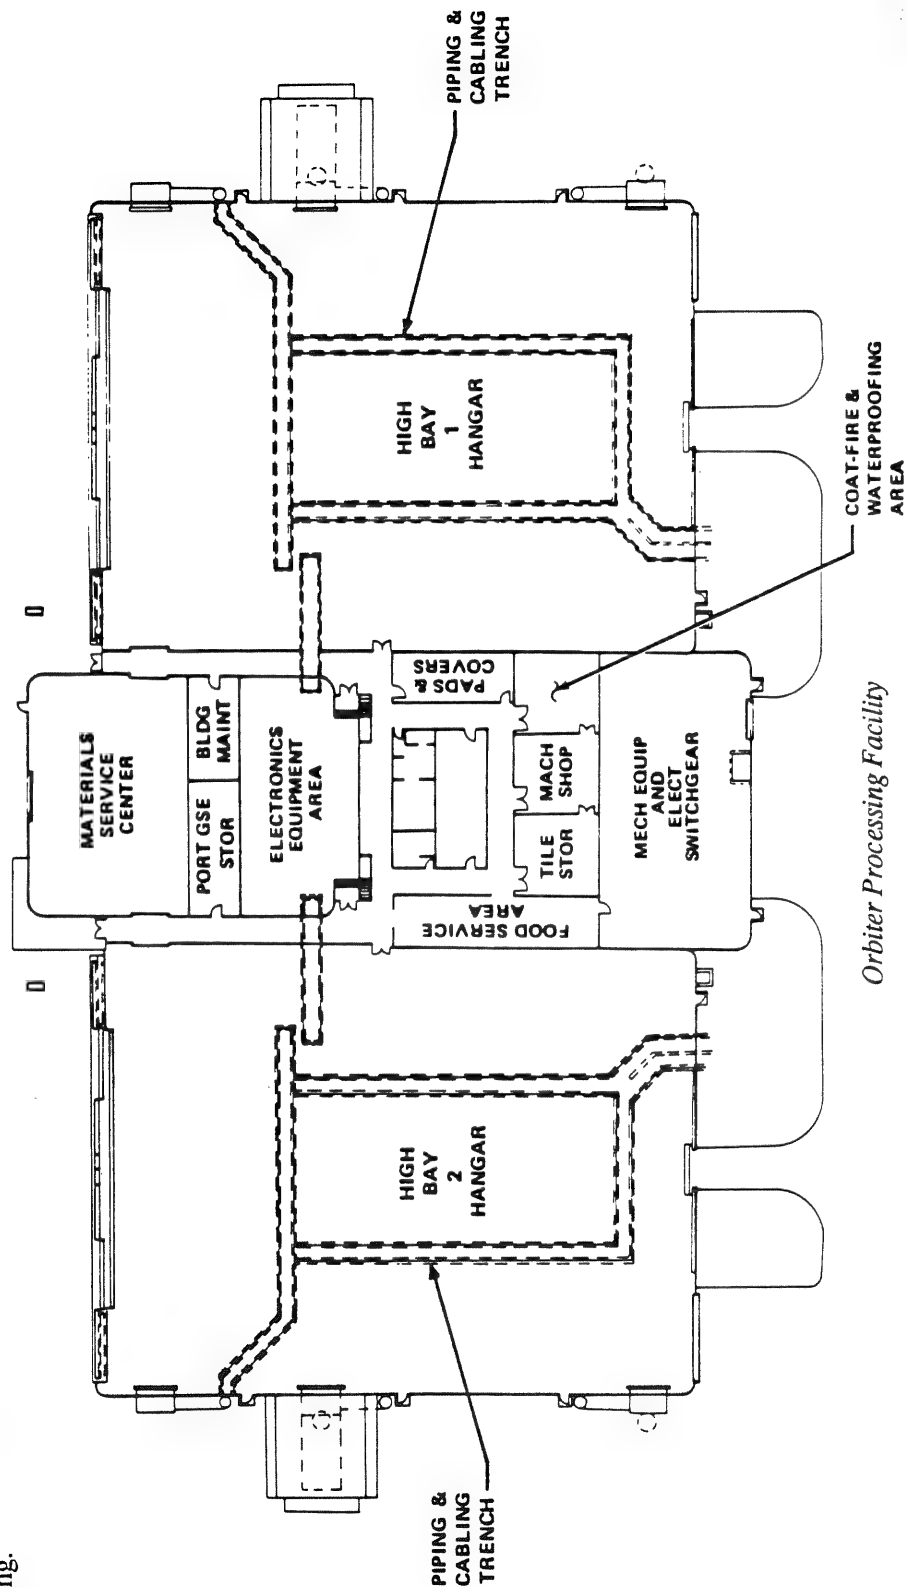 ng.
PIPING &
CABLING
TRENCH
HIGH
BAY
2
HANGAR
MATERIALS
SERVICE
CENTER
PORT GSE
STOR
BLDG
MAINT
ELECTRONICS
EQUIPMENT
AREA
FOOD SERVICE
AREA
PADS &
COVERS
TILE
STOR
MACH
SHOP
MECH EQUIP
AND
ELECT
SWITCHGEAR
HIGH
BAY
1
HANGAR
PIPING &
CABLING
TRENCH
COAT-FIRE &
WATERPROOFING
AREA
Orbiter Processing Facility